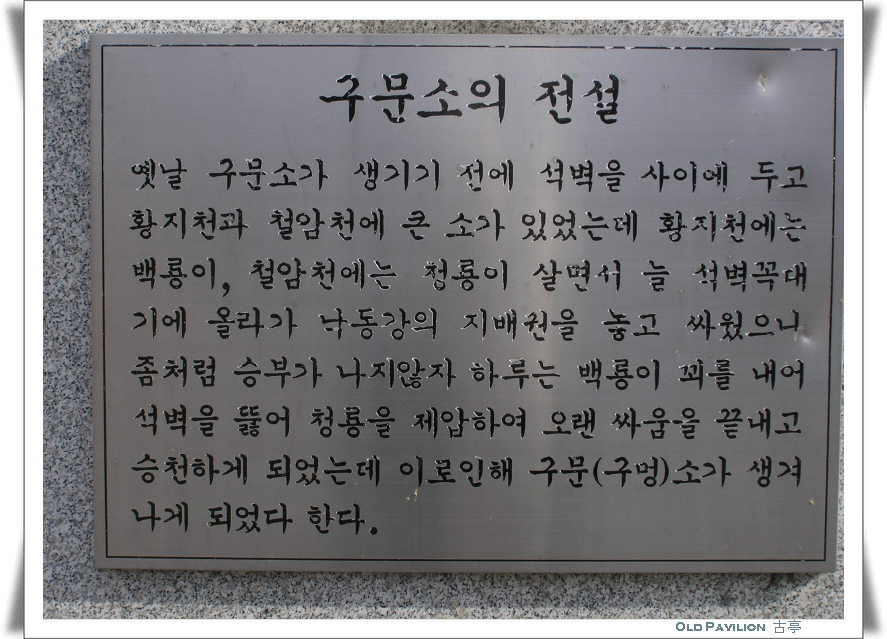 구문소의 전설
옛날 구문소가 생기기 전에 석벽을 사이에 두고
황지천과 철암천에 큰 소가 있었는데 황지천에는
백룡이, 철암천에는 청룡이 살면서 늘 석벽꼭대
기에 올라가 낙동강의 지배권을 놓고 싸웠으나
좀처럼 승부가 나지않자 하루는 백룡이 꾀를 내어
석벽을 뚫어 청룡을 제압하여 오랜 싸움을 끝내고
승천하게 되었는데 이로인해 구문(구멍)소가 생겨
나게 되었다 한다.
OLD PAVILION 古亭